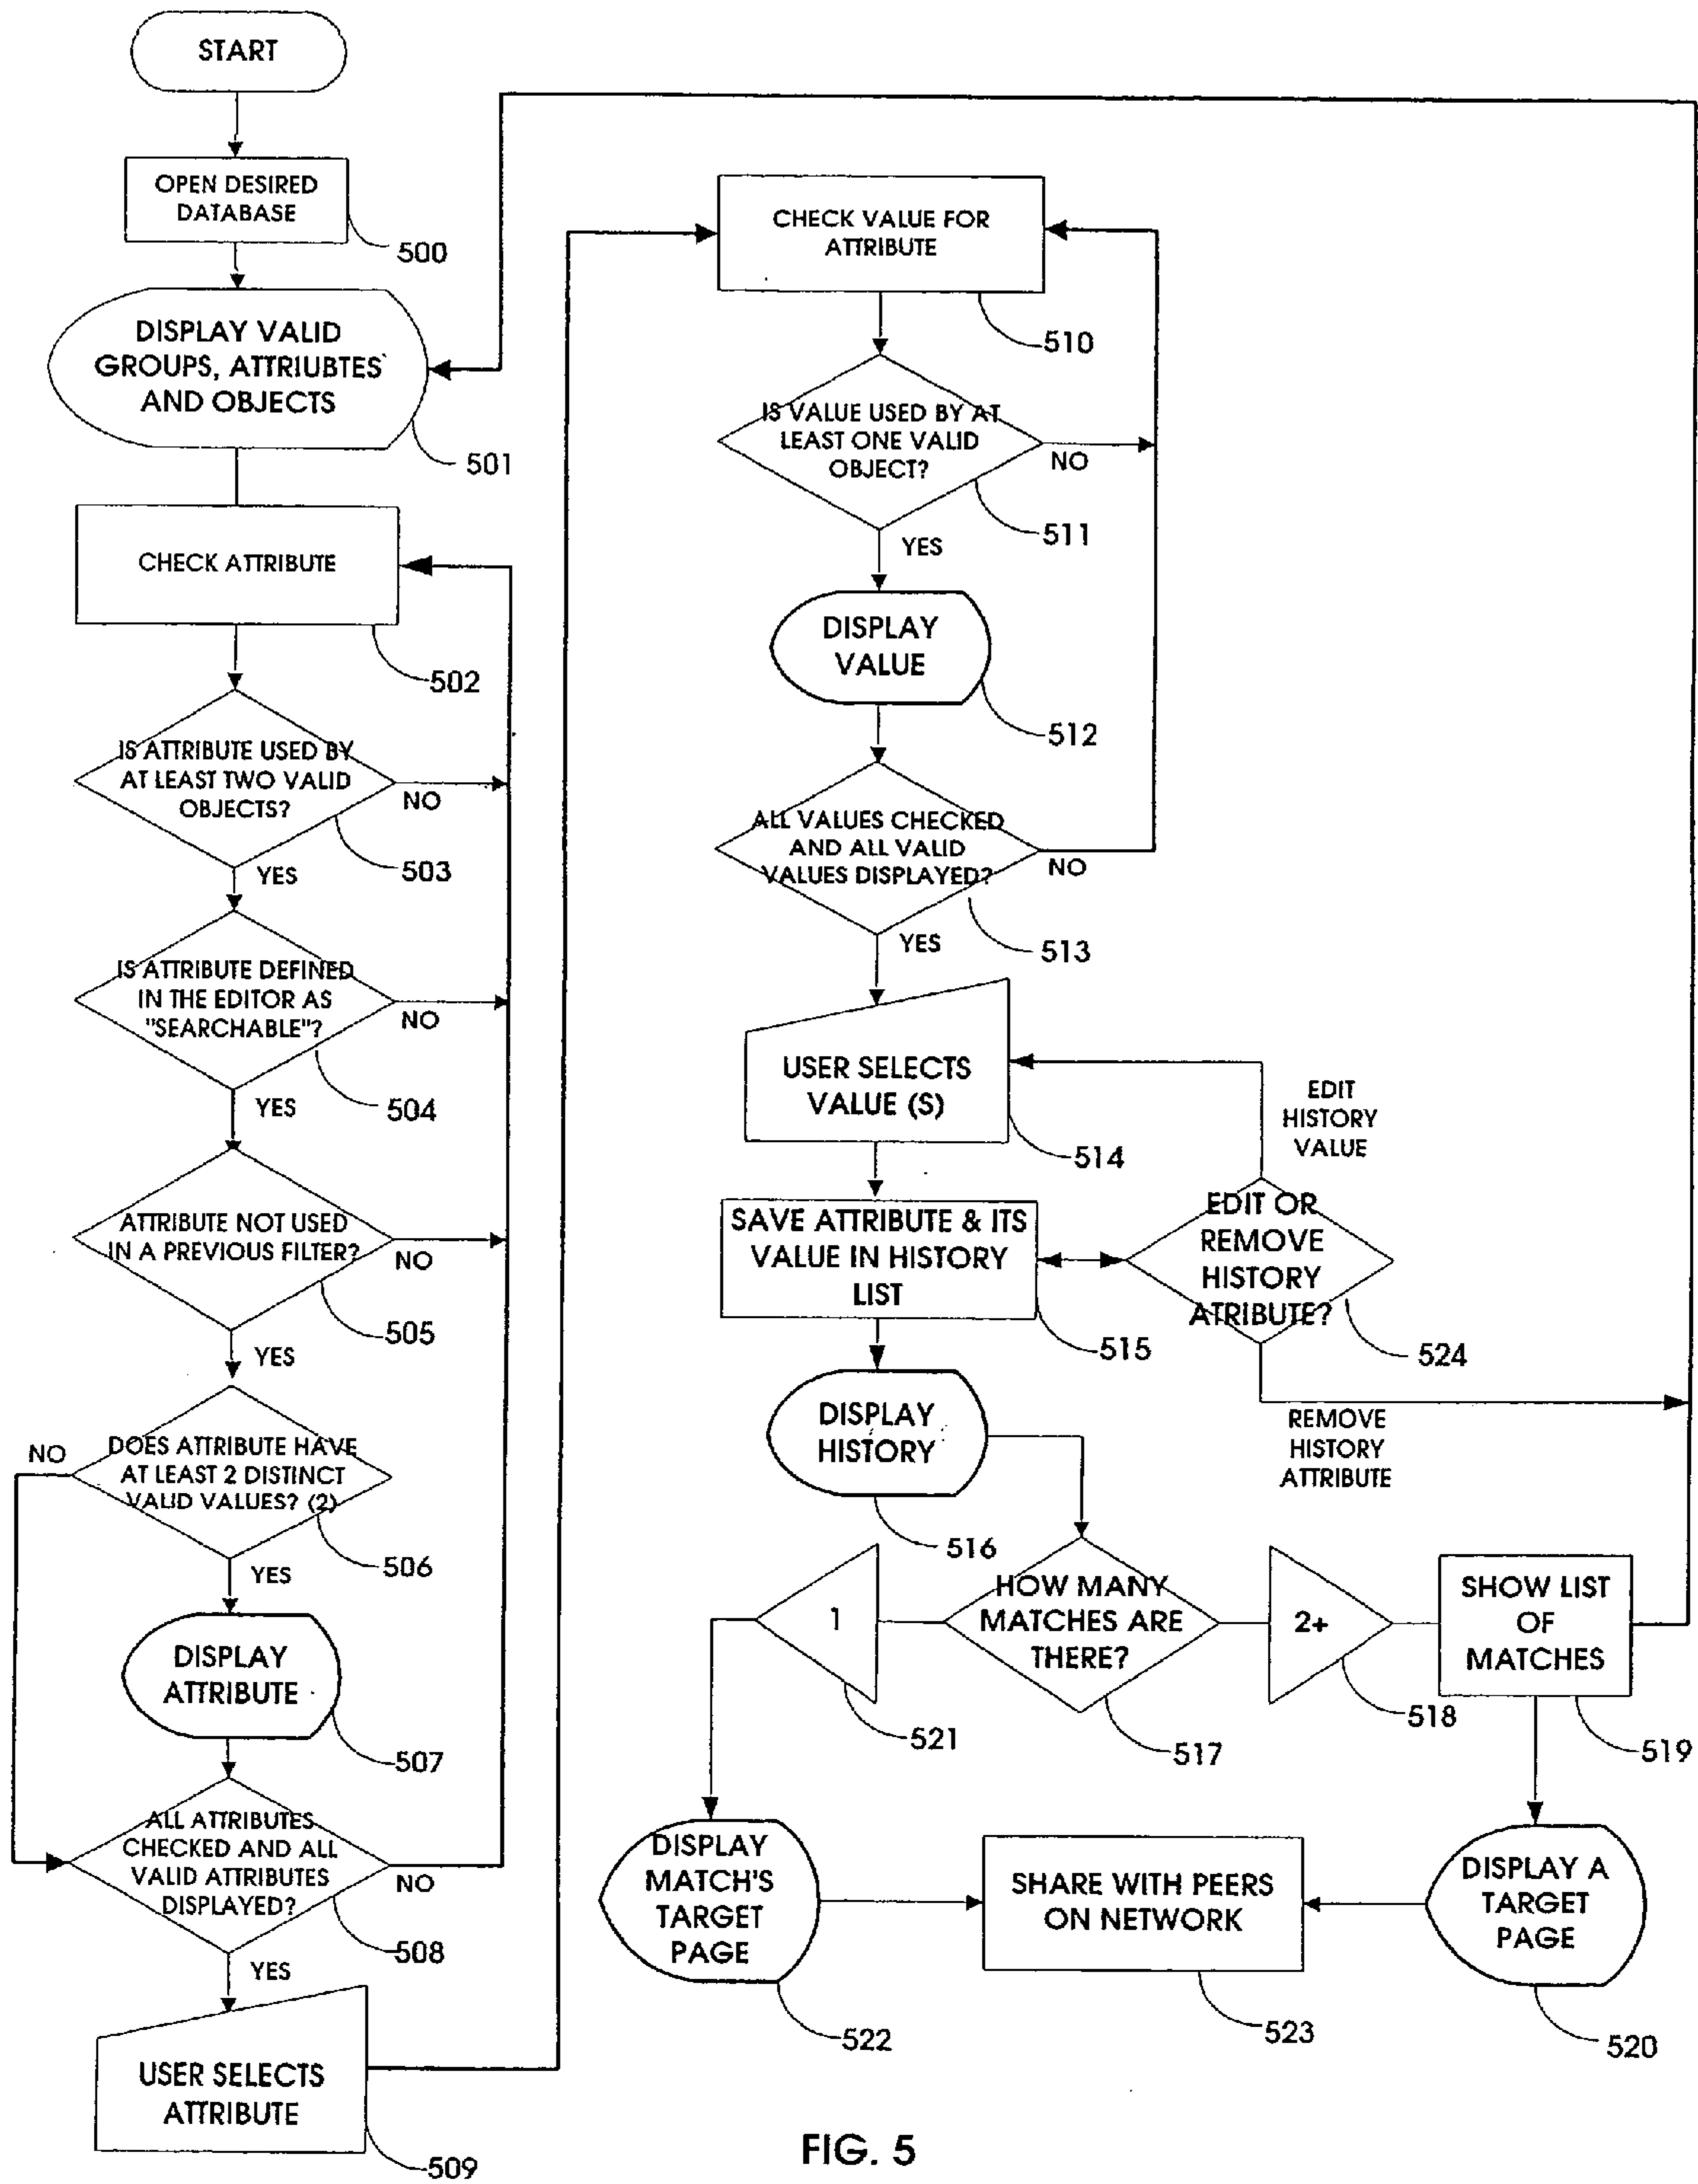 START
OPEN DESIRED
DATABASE
500
DISPLAY VALID
GROUPS, ATTRIUBTES
AND OBJECTS
501
CHECK ATTRIBUTE
502
IS ATTRIBUTE USED BY
AT LEAST TWO VALID
OBJECTS?
NO
503
YES
IS ATTRIBUTE DEFINED
IN THE EDITOR AS
"SEARCHABLE"?
NO
504
YES
ATTRIBUTE NOT USED
IN A PREVIOUS FILTER?
NO
505
YES
NO
DOES ATTRIBUTE HAVE
AT LEAST 2 DISTINCT
VALID VALUES? (2)
506
YES
DISPLAY
ATTRIBUTE
507
ALL ATTRIBUTES
CHECKED AND ALL
VALID ATTRIBUTES
DISPLAYED?
NO
508
YES
USER SELECTS
ATTRIBUTE
509
CHECK VALUE FOR
ATTRIBUTE
510
IS VALUE USED BY AT
LEAST ONE VALID
OBJECT?
NO
511
YES
DISPLAY
VALUE
512
ALL VALUES CHECKED
AND ALL VALID
VALUES DISPLAYED?
NO
513
YES
USER SELECTS
VALUE (S)
514
EDIT
HISTORY
VALUE
SAVE ATTRIBUTE & ITS
VALUE IN HISTORY
LIST
515
EDIT OR
REMOVE
HISTORY
ATRIBUTE?
524
REMOVE
HISTORY
ATTRIBUTE
DISPLAY
HISTORY
516
HOW MANY
MATCHES ARE
THERE?
517
1
521
2+
518
SHOW LIST
OF
MATCHES
519
DISPLAY
MATCH'S
TARGET
PAGE
522
SHARE WITH PEERS
ON NETWORK
523
DISPLAY A
TARGET
PAGE
520
FIG. 5